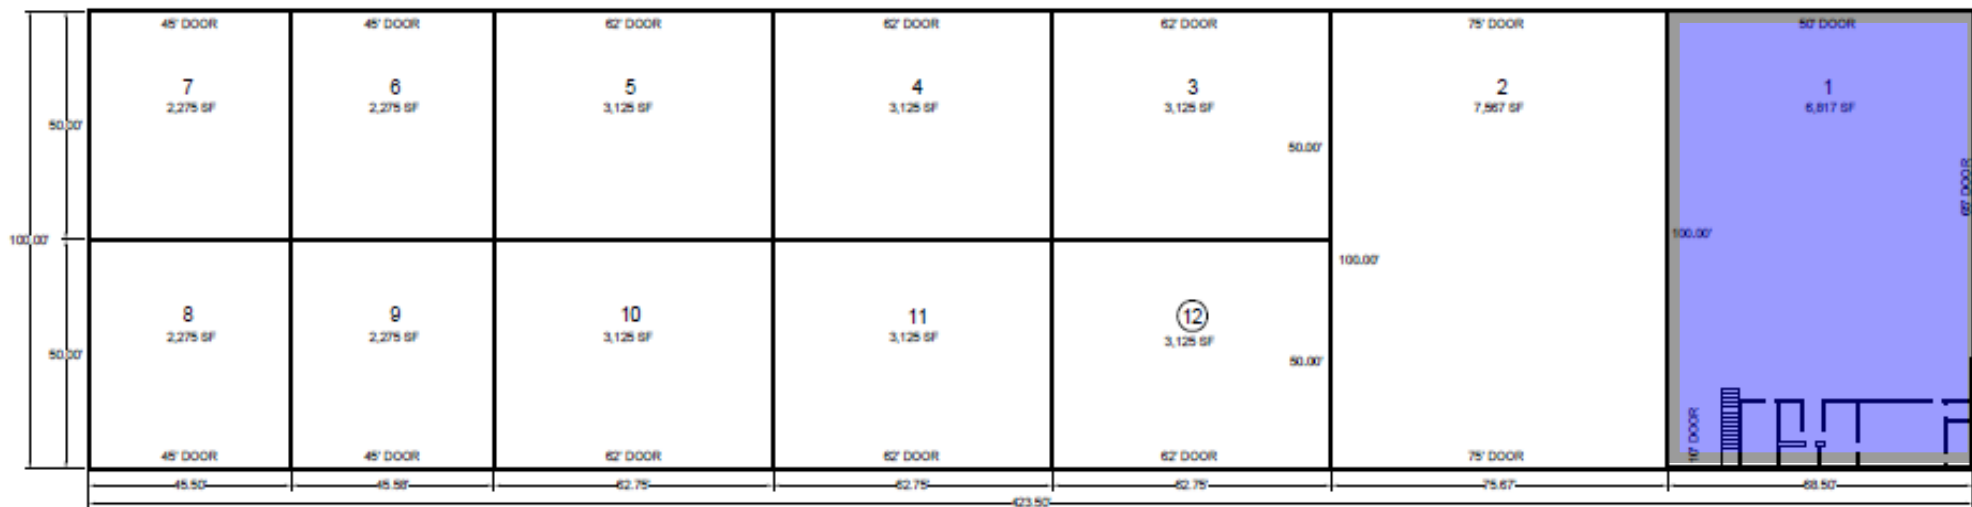 45' DOOR 45' DOOR 62' DOOR 62' DOOR 62' DOOR 75' DOOR 50' DOOR
7 6 5 4 3 2 1
2,275 SF 2,275 SF 3,125 SF 3,125 SF 3,125 SF 7,567 SF 6,817 SF
50.00'
50.00'
DOOR
100.00'
100.00'
100.00'
8 9 10 11 12
2,275 SF 2,275 SF 3,125 SF 3,125 SF 3,125 SF
50.00'
50.00'
10' DOOR
45' DOOR 45' DOOR 62' DOOR 62' DOOR 62' DOOR 75' DOOR
45.50' 45.58' 62.75' 62.75' 62.75' 75.67' 68.50'
423.50'